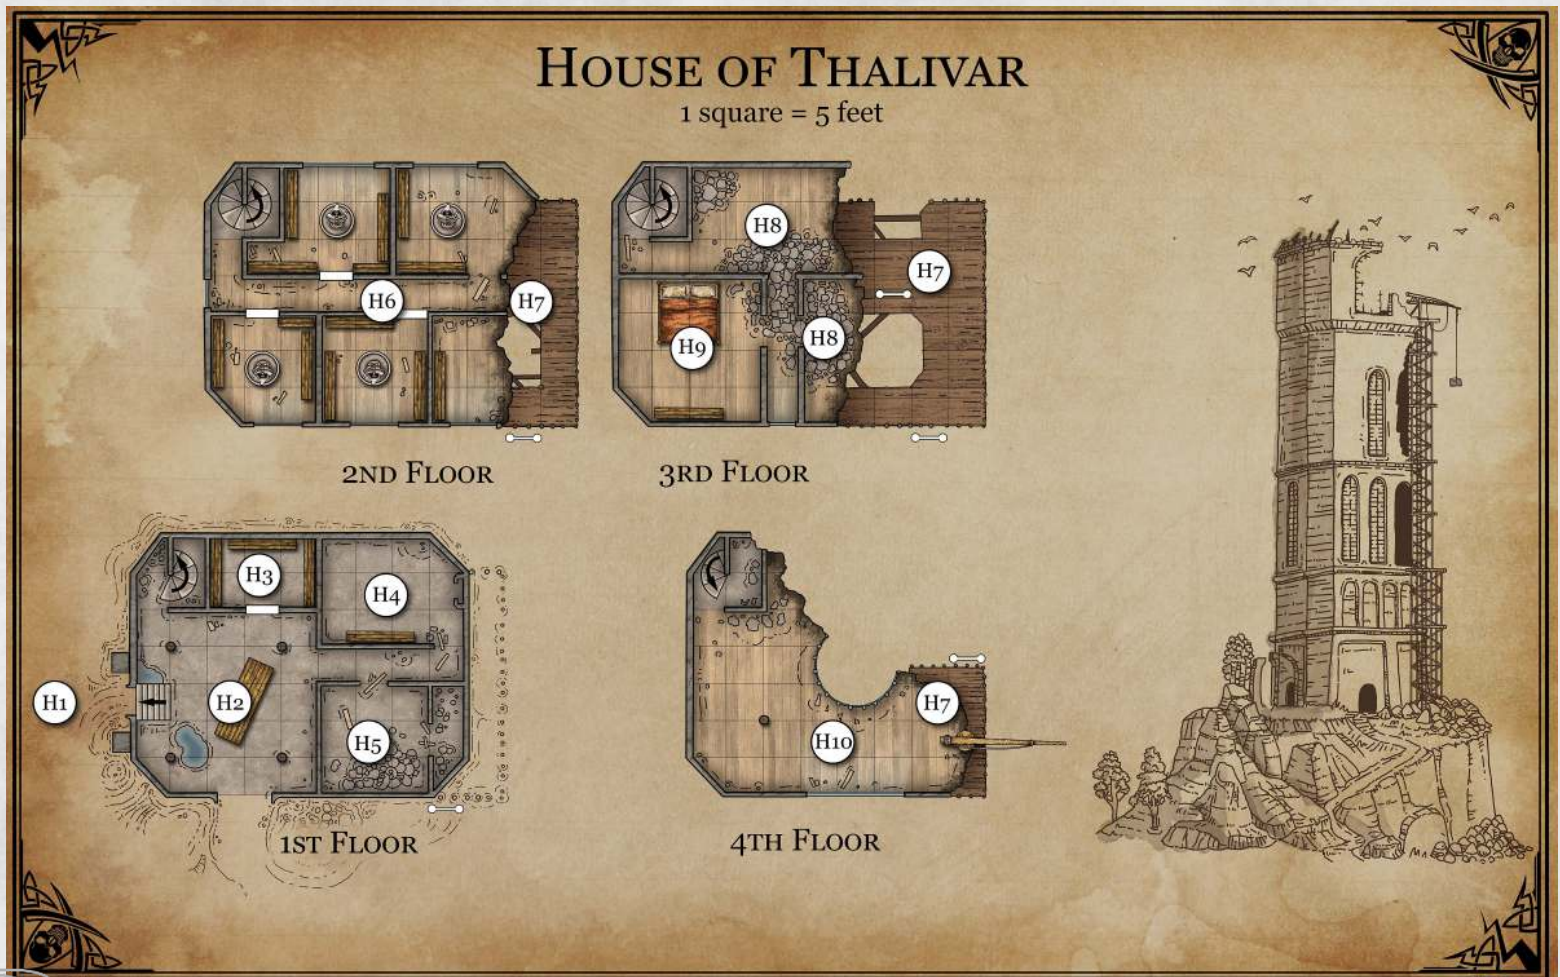 House of Thalivar
1 square = 5 feet
H6
H7
H8
H7
H8
H9
2nd Floor
3rd Floor
H3
H4
H1
H2
H5
H7
H10
1st Floor
4th Floor